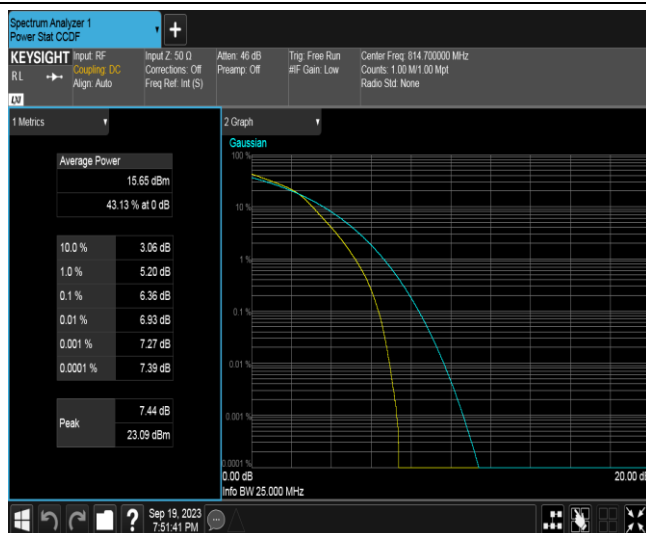 Spectrum Analyzer 1
Power Stat CCDF
KEYSIGHT
RL
LXI
Input: RF
Coupling: DC
Align: Auto
Input Z: 50 Ω
Corrections: Off
Freq Ref: Int (S)
Atten: 46 dB
Preamp: Off
Trig: Free Run
#IF Gain: Low
Center Freq: 814.700000 MHz
Counts: 1.00 M/1.00 Mpt
Radio Std: None
1 Metrics
Average Power
15.65 dBm
43.13 % at 0 dB
10.0 % 3.06 dB
1.0 % 5.20 dB
0.1 % 6.36 dB
0.01 % 6.93 dB
0.001 % 7.27 dB
0.0001 % 7.39 dB
Peak
7.44 dB
23.09 dBm
2 Graph
Gaussian
100 %
10 %
1 %
0.1 %
0.01 %
0.001 %
0.0001 %
0.00 dB
20.00 dB
Info BW 25.000 MHz
Sep 19, 2023
7:51:41 PM